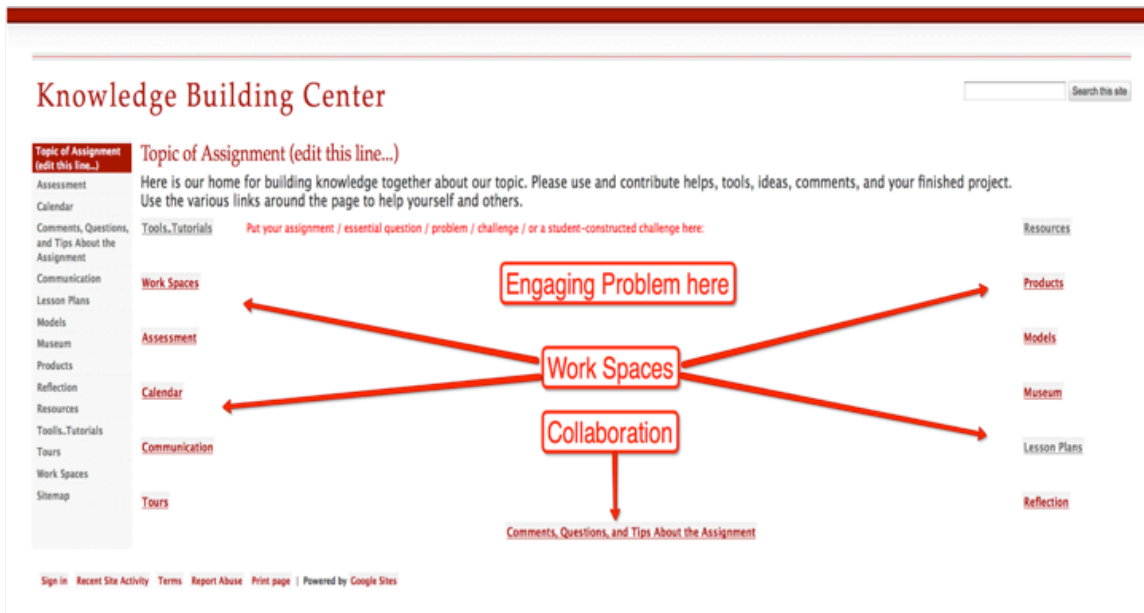 Knowledge Building Center
Search this site
Topic of Assignment
(edit this line...)
Assessment
Calendar
Comments, Questions,
and Tips About the
Assignment
Communication
Lesson Plans
Models
Museum
Products
Reflection
Resources
Toolls..Tutorials
Tours
Work Spaces
Sitemap
Topic of Assignment (edit this line...)
Here is our home for building knowledge together about our topic. Please use and contribute helps, tools, ideas, comments, and your finished project.
Use the various links around the page to help yourself and others.
Tools..Tutorials
Put your assignment / essential question / problem / challenge / or a student-constructed challenge here:
Resources
Work Spaces
Engaging Problem here
Products
Assessment
Work Spaces
Models
Calendar
Collaboration
Museum
Communication
Lesson Plans
Tours
Reflection
Comments, Questions, and Tips About the Assignment
Sign in Recent Site Activity Terms Report Abuse Print page | Powered by Google Sites